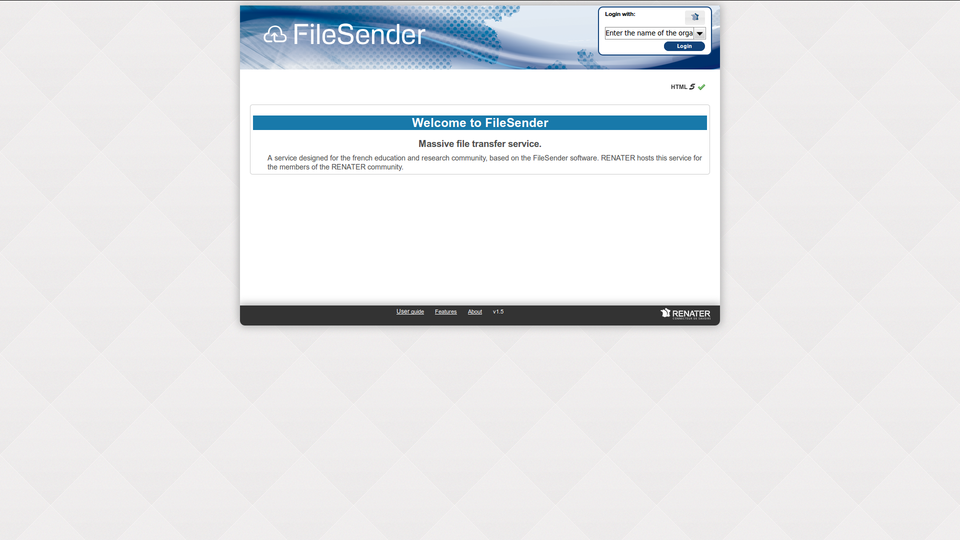 FileSender
Login with:
Enter the name of the orga
Login
HTML 5
Welcome to FileSender
Massive file transfer service.
A service designed for the french education and research community, based on the FileSender software. RENATER hosts this service for
the members of the RENATER community.
User guide Features About v1.5
RENATER